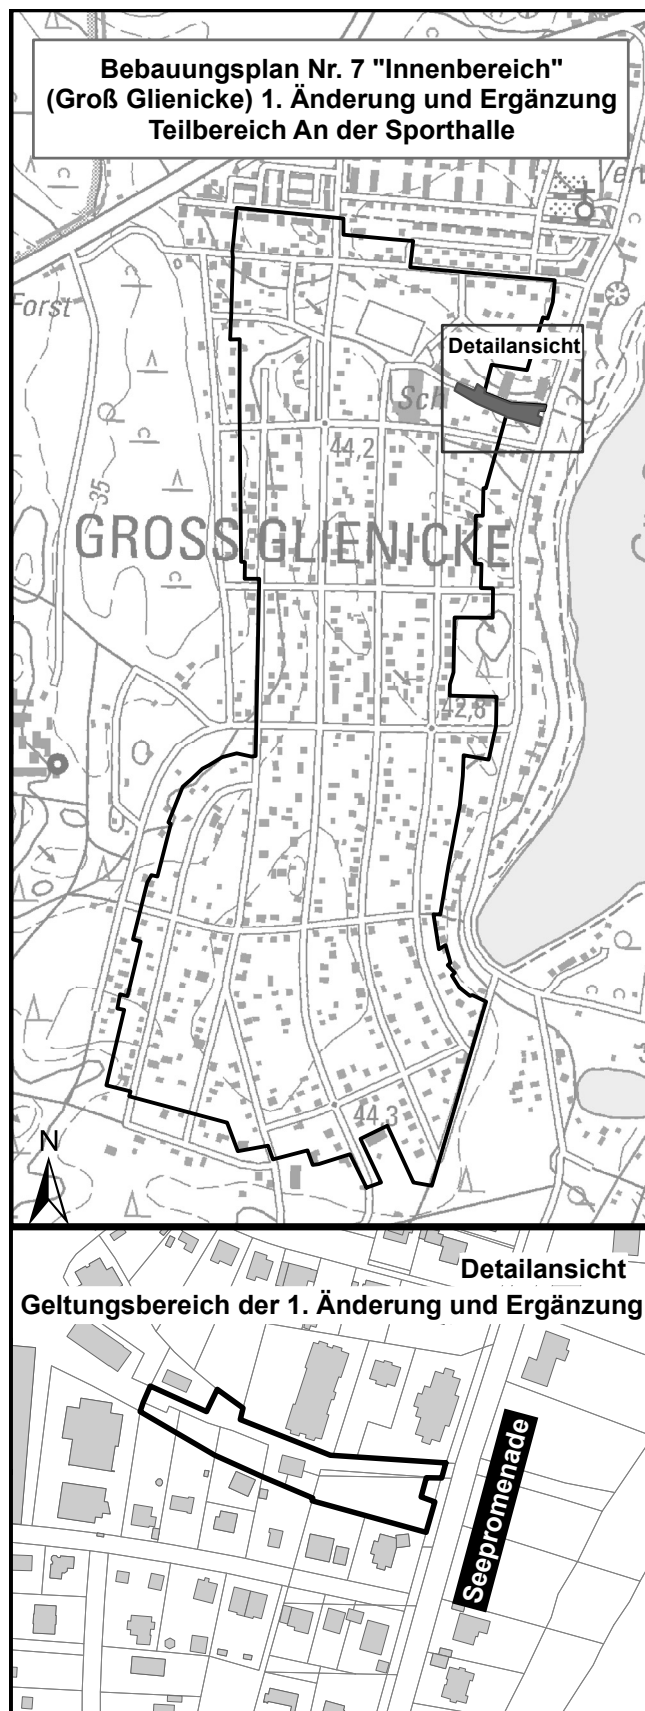 Bebauungsplan Nr. 7 "Innenbereich"
(Groß Glienicke) 1. Änderung und Ergänzung
Teilbereich An der Sporthalle
Forst
Detailansicht
Sch
44,2
35
GROSS GLIENICKE
42,8
44,3
N
Detailansicht
Geltungsbereich der 1. Änderung und Ergänzung
Seepromenade